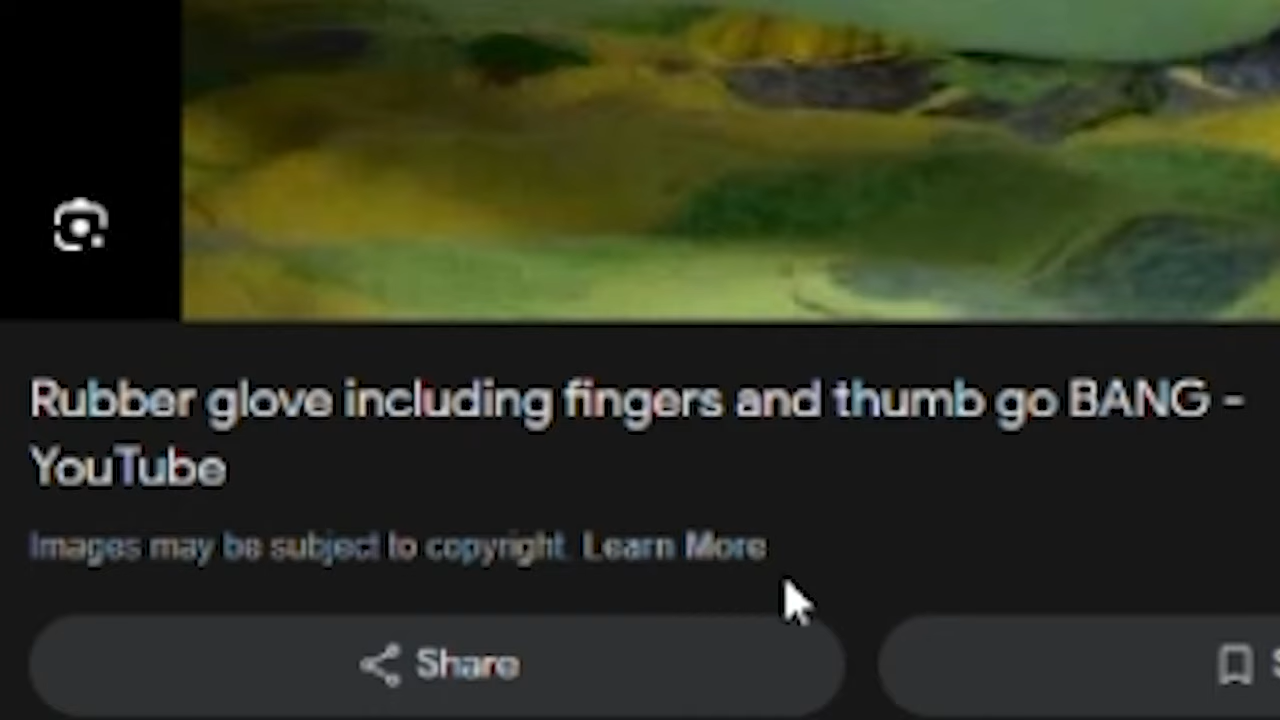 Rubber glove including fingers and thumb go BANG -
YouTube
Images may be subject to copyright. Learn More
Share